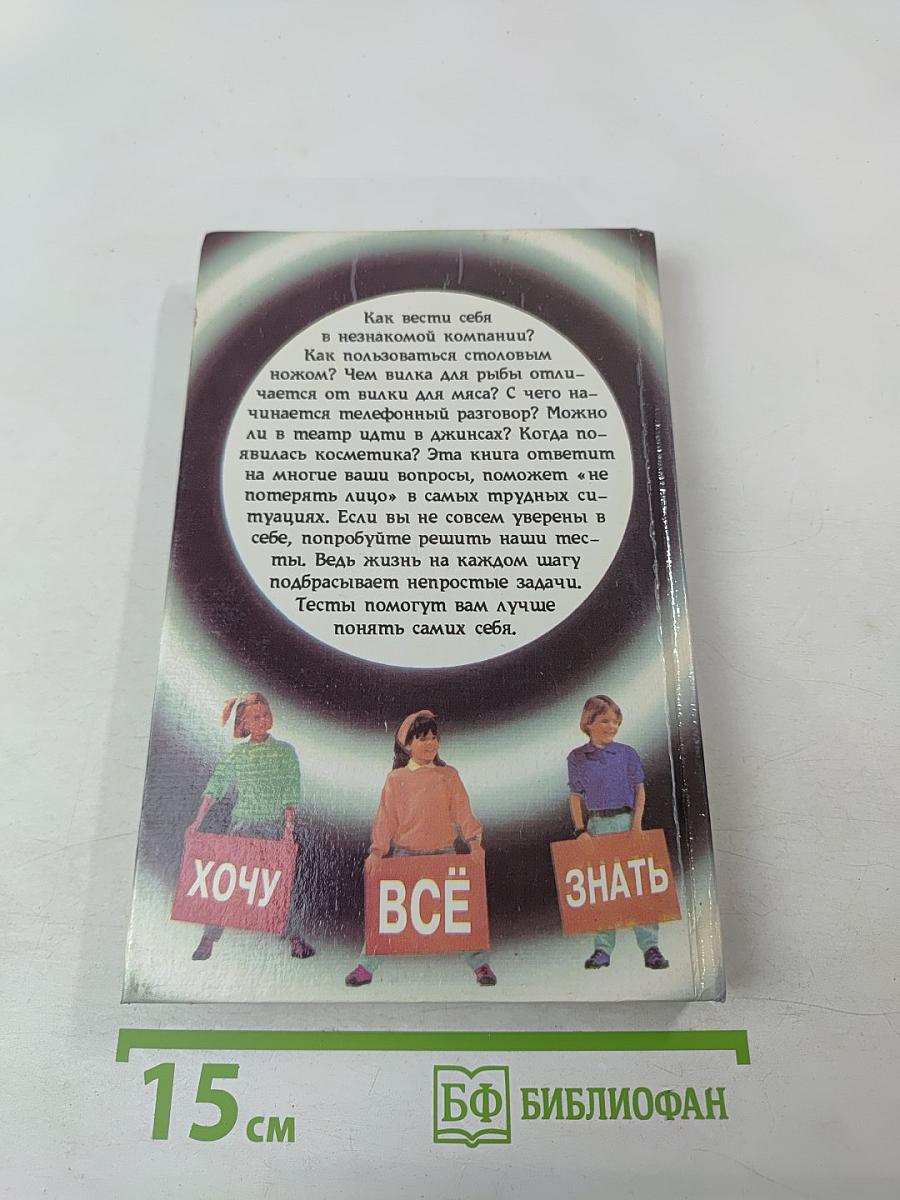 Как вести себя
в незнакомой компании?
Как пользоваться столовым
ножом? Чем вилка для рыбы отли–
чается от вилки для мяса? С чего на–
чинается телефонный разговор? Можно
ли в театр идти в джинсах? Когда по–
явилась косметика? Эта книга ответит
на многие ваши вопросы, поможет «не
потерять лицо» в самых трудных си–
туациях. Если вы не совсем уверены в
себе, попробуйте решить наши тес–
ты. Ведь жизнь на каждом шагу
подбрасывает непростые задачи.
Тесты помогут вам лучше
понять самих себя.
ХОЧУ ВСЁ ЗНАТЬ
15 см БФ БИБЛИОФАН